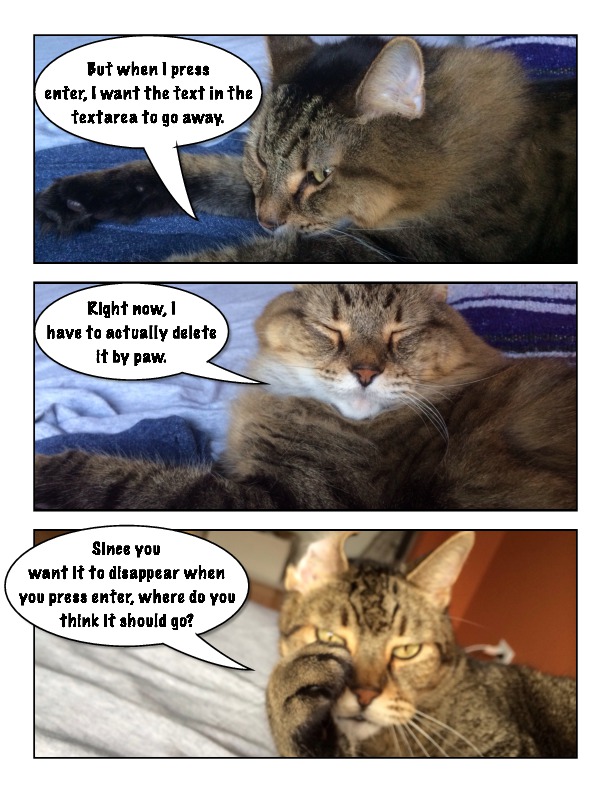 But when I press
enter, I want the text in the
textarea to go away.
Right now, I
have to actually delete
it by paw.
Since you
want it to disappear when
you press enter, where do you
think it should go?